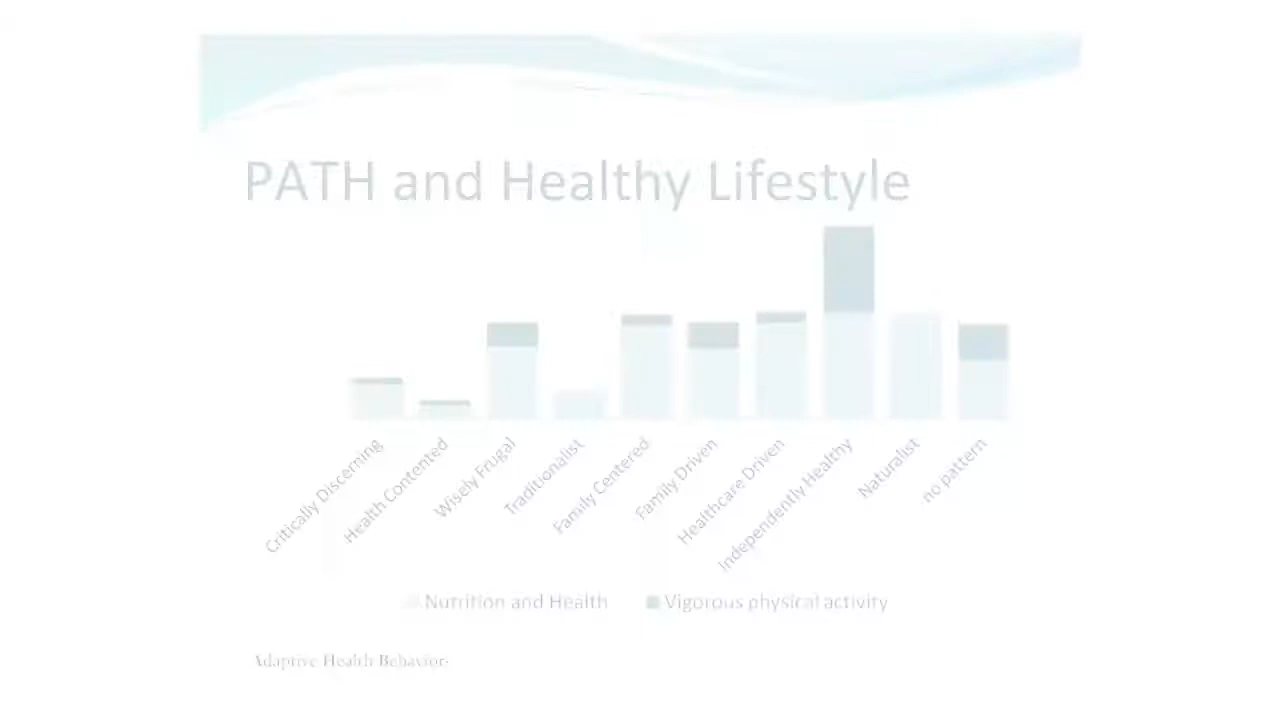 PATH and Healthy Lifestyle
Critically Discerning
Health Contented
Wisely Frugal
Traditionalist
Family Centered
Family Driven
Healthcare Driven
Independently Healthy
Naturalist
no pattern
Nutrition and Health
Vigorous physical activity
Adaptive Health Behaviors